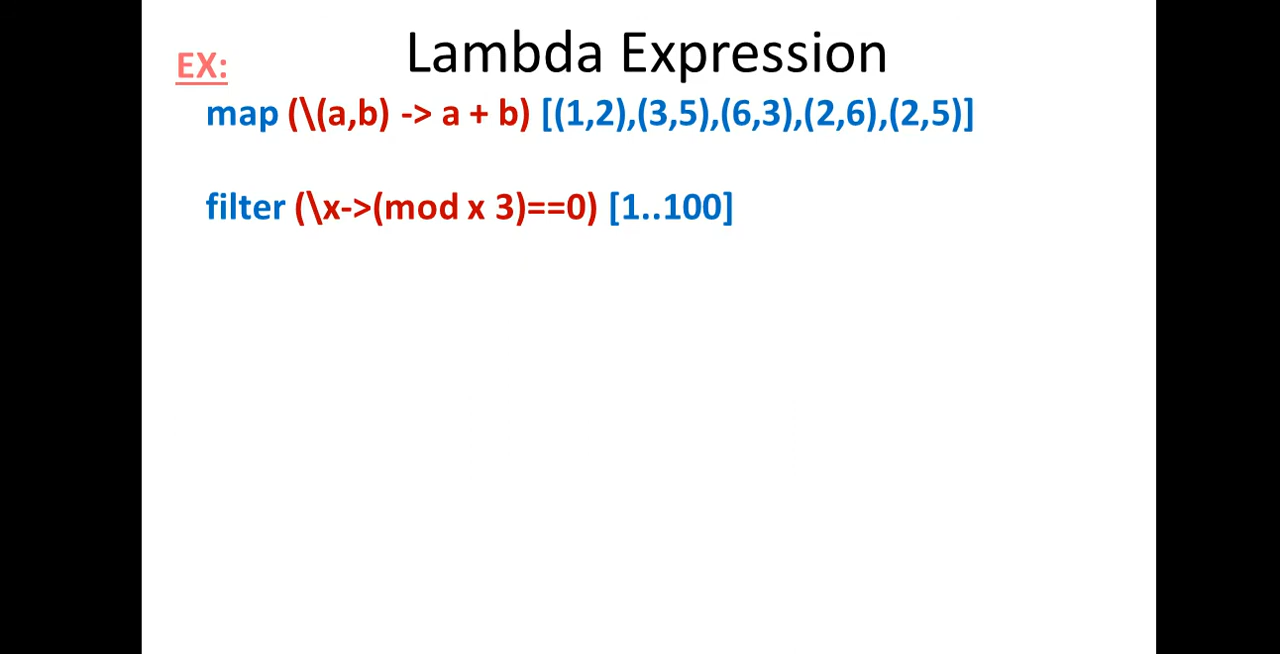 Lambda Expression
EX:
map (\(a,b) -> a + b) [(1,2),(3,5),(6,3),(2,6),(2,5)]
filter (\x->(mod x 3)==0) [1..100]